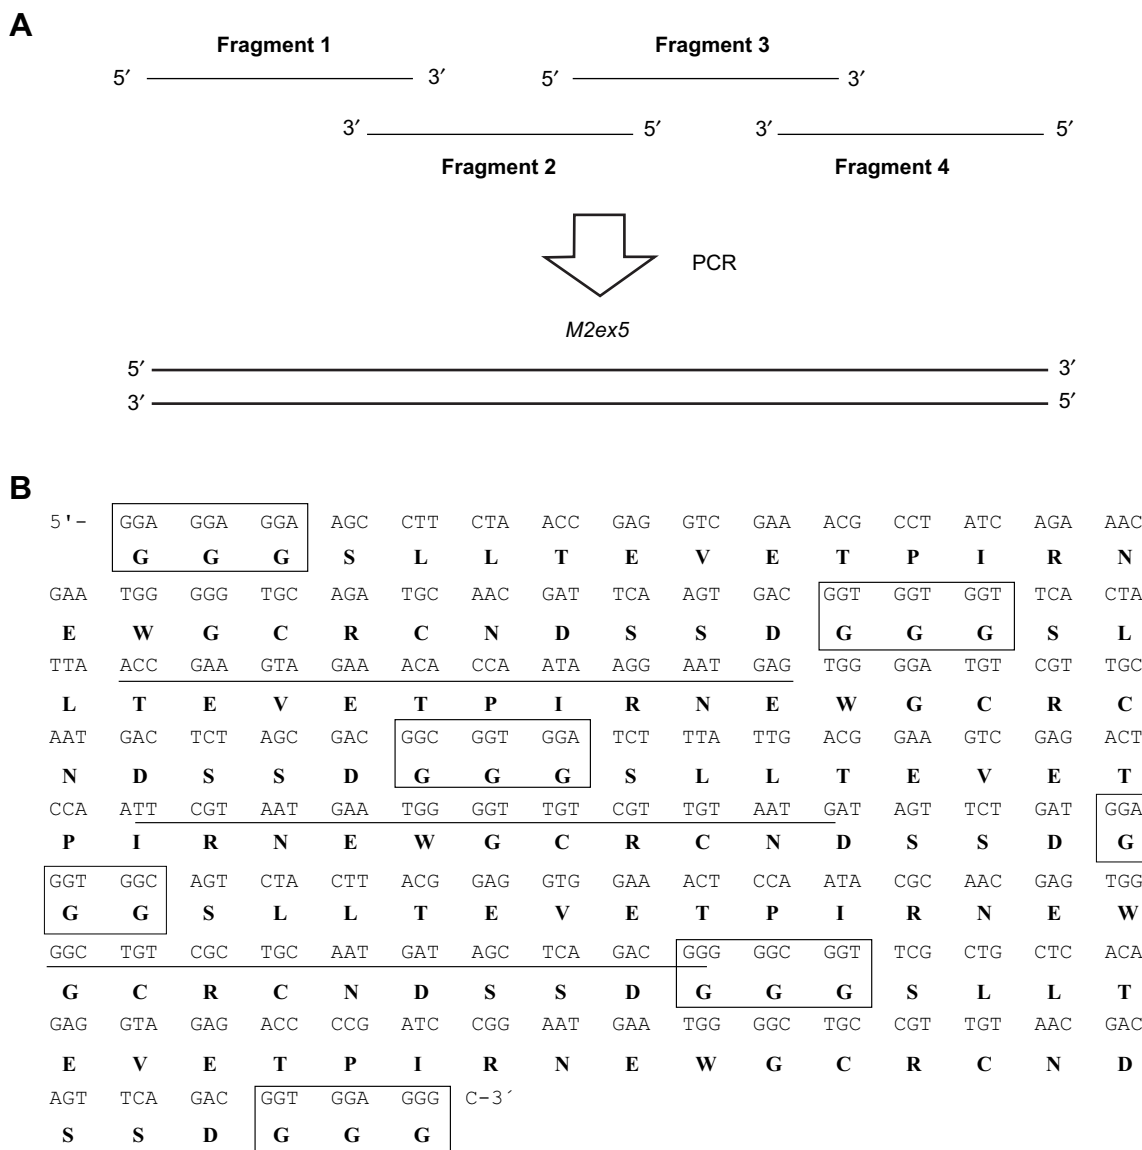 A
Fragment 1 Fragment 3
5′ 3′ 5′ 3′
3′ 5′ 3′ 5′
Fragment 2 Fragment 4
PCR
M2ex5
5′ 3′
3′ 5′
B
5'- GGA GGA GGA AGC CTT CTA ACC GAG GTC GAA ACG CCT ATC AGA AAC
G G G S L L T E V E T P I R N
GAA TGG GGG TGC AGA TGC AAC GAT TCA AGT GAC GGT GGT GGT TCA CTA
E W G C R C N D S S D G G G S L
TTA ACC GAA GTA GAA ACA CCA ATA AGG AAT GAG TGG GGA TGT CGT TGC
L T E V E T P I R N E W G C R C
AAT GAC TCT AGC GAC GGC GGT GGA TCT TTA TTG ACG GAA GTC GAG ACT
N D S S D G G G S L L T E V E T
CCA ATT CGT AAT GAA TGG GGT TGT CGT TGT AAT GAT AGT TCT GAT GGA
P I R N E W G C R C N D S S D G
GGT GGC AGT CTA CTT ACG GAG GTG GAA ACT CCA ATA CGC AAC GAG TGG
G G S L L T E V E T P I R N E W
GGC TGT CGC TGC AAT GAT AGC TCA GAC GGG GGC GGT TCG CTG CTC ACA
G C R C N D S S D G G G S L L T
GAG GTA GAG ACC CCG ATC CGG AAT GAA TGG GGC TGC CGT TGT AAC GAC
E V E T P I R N E W G C R C N D
AGT TCA GAC GGT GGA GGG C-3´
S S D G G G